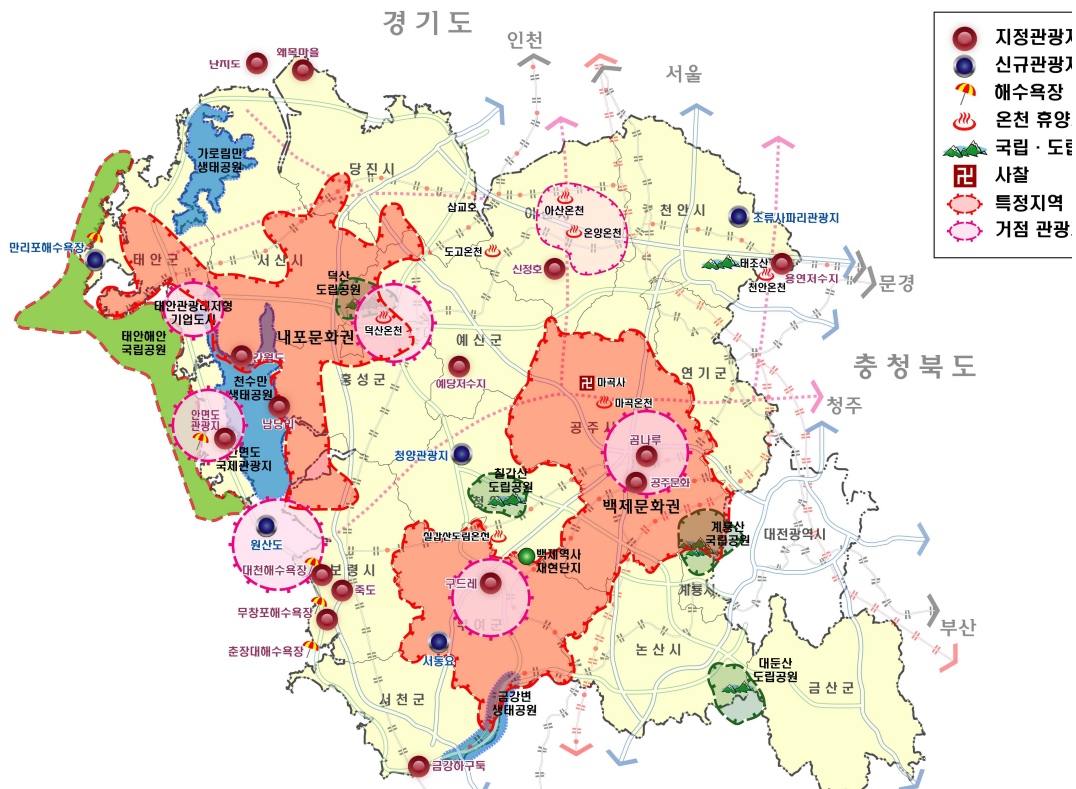 경기도
인천
서울
지정관광지
신규관광지
해수욕장
온천 휴양
국립 · 도립
사찰
특정지역
거점 관광
왜목마을
난지도
가로림만
생태공원
당진시
삽교호
아산온천
온양온천
천안시
조류사파리관광지
만리포해수욕장
태안군
서산시
도고온천
신정호
태조산
용연저수지
천안온천
문경
덕산
도립공원
태안관광레저형
기업도시
덕산온천
내포문화권
태안해안
국립공원
예산군
충청북도
간월도
홍성군
예당저수지
연기군
마곡사
마곡온천
청주
천수만
생태공원
남당리
안면도
관광지
공주시
곰나루
안면도
국제관광지
청양관광지
칠갑산
도립공원
공주문화
백제문화권
원산도
칠갑산도립온천
계룡산
국립공원
대전광역시
백제역사
재현단지
대천해수욕장
보령시
죽도
구드레
계룡시
무창포해수욕장
부여군
부산
춘장대해수욕장
서동요
논산시
대둔산
도립공원
금산군
서천군
금강변
생태공원
금강하구둑